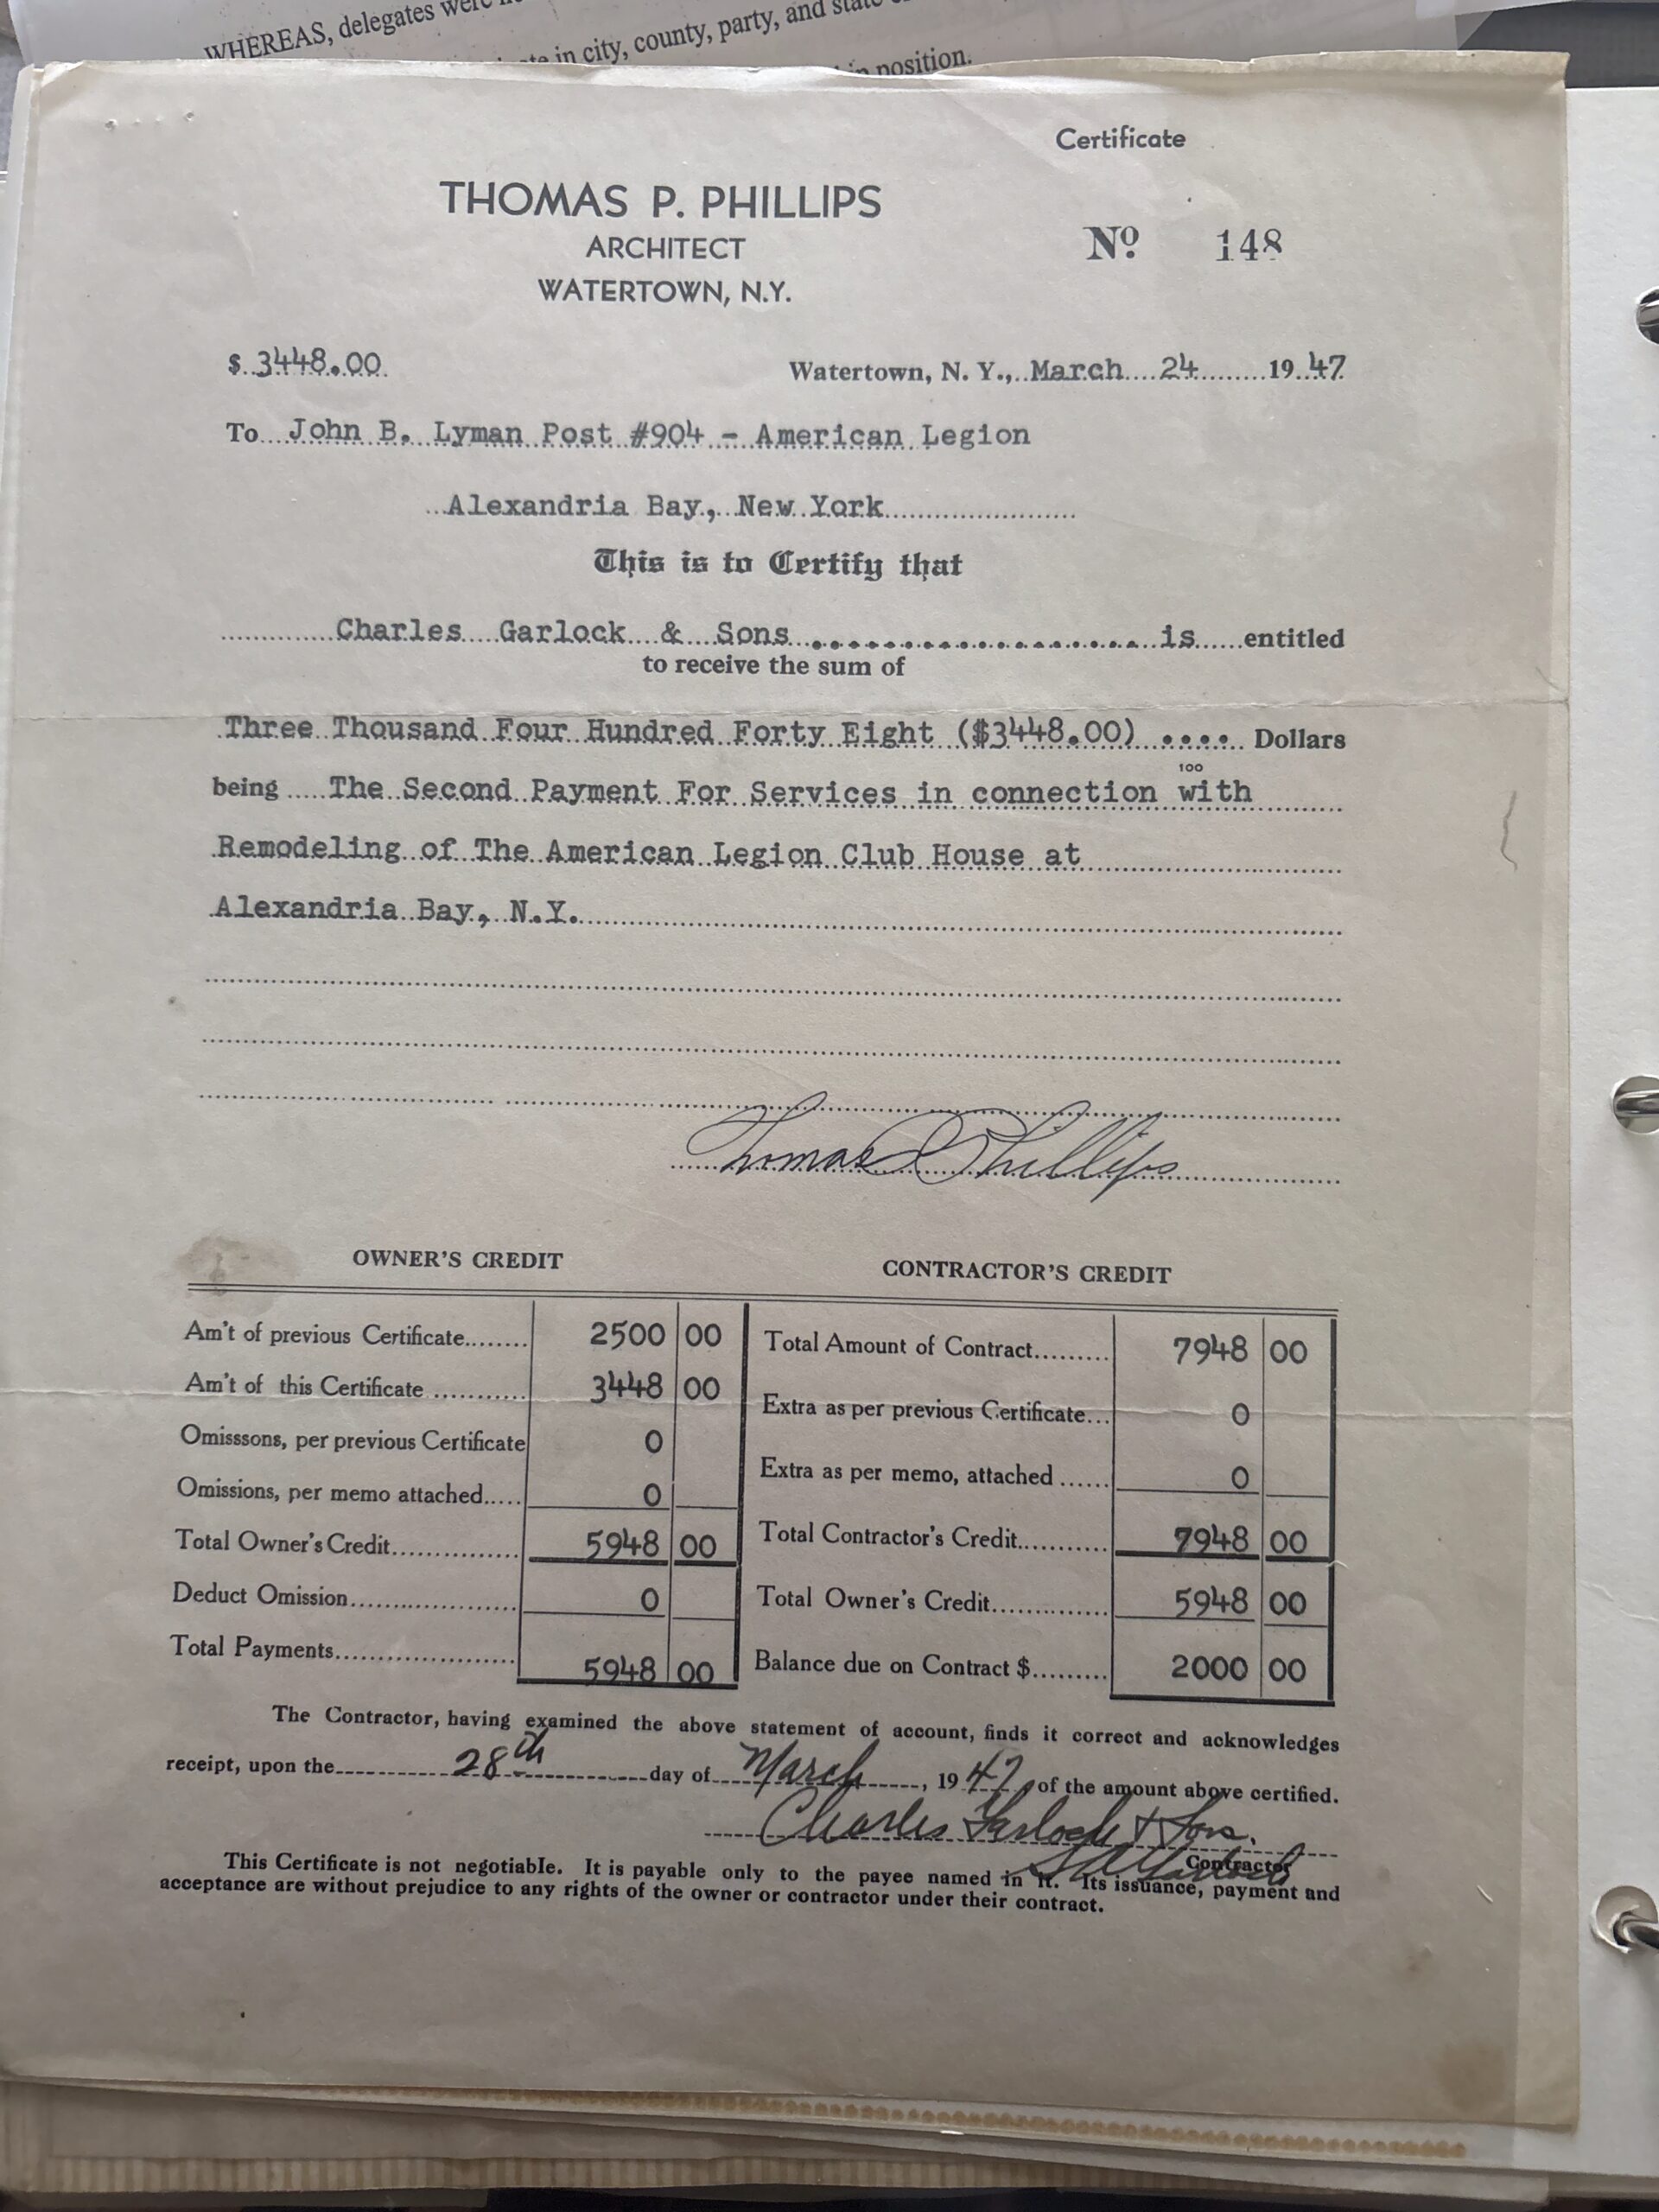 WHEREAS, delegates were
in city, county, party, and state
position.
Certificate
THOMAS P. PHILLIPS
ARCHITECT
WATERTOWN, N.Y.
Nº 148
$ 3448.00
Watertown, N. Y., March 24 1947
To John B. Lyman Post #904 - American Legion
Alexandria Bay, New York
This is to Certify that
Charles Garlock & Sons is entitled
to receive the sum of
Three Thousand Four Hundred Forty Eight ($3448.00) .... Dollars
100
being The Second Payment For Services in connection with
Remodeling of The American Legion Club House at
Alexandria Bay, N.Y.
Thomas P Phillips
OWNER'S CREDIT
Am't of previous Certificate........ 2500 00
Am't of this Certificate ........... 3448 00
Omisssons, per previous Certificate 0
Omissions, per memo attached..... 0
Total Owner's Credit............... 5948 00
Deduct Omission................... 0
Total Payments..................... 5948 00
CONTRACTOR'S CREDIT
Total Amount of Contract......... 7948 00
Extra as per previous Certificate... 0
Extra as per memo, attached ...... 0
Total Contractor's Credit........... 7948 00
Total Owner's Credit.............. 5948 00
Balance due on Contract $......... 2000 00
The Contractor, having examined the above statement of account, finds it correct and acknowledges
receipt, upon the 28th day of March, 1947, of the amount above certified.
Charles Garlock & Sons.
Contractor
Garlock
This Certificate is not negotiable. It is payable only to the payee named in it. Its issuance, payment and
acceptance are without prejudice to any rights of the owner or contractor under their contract.